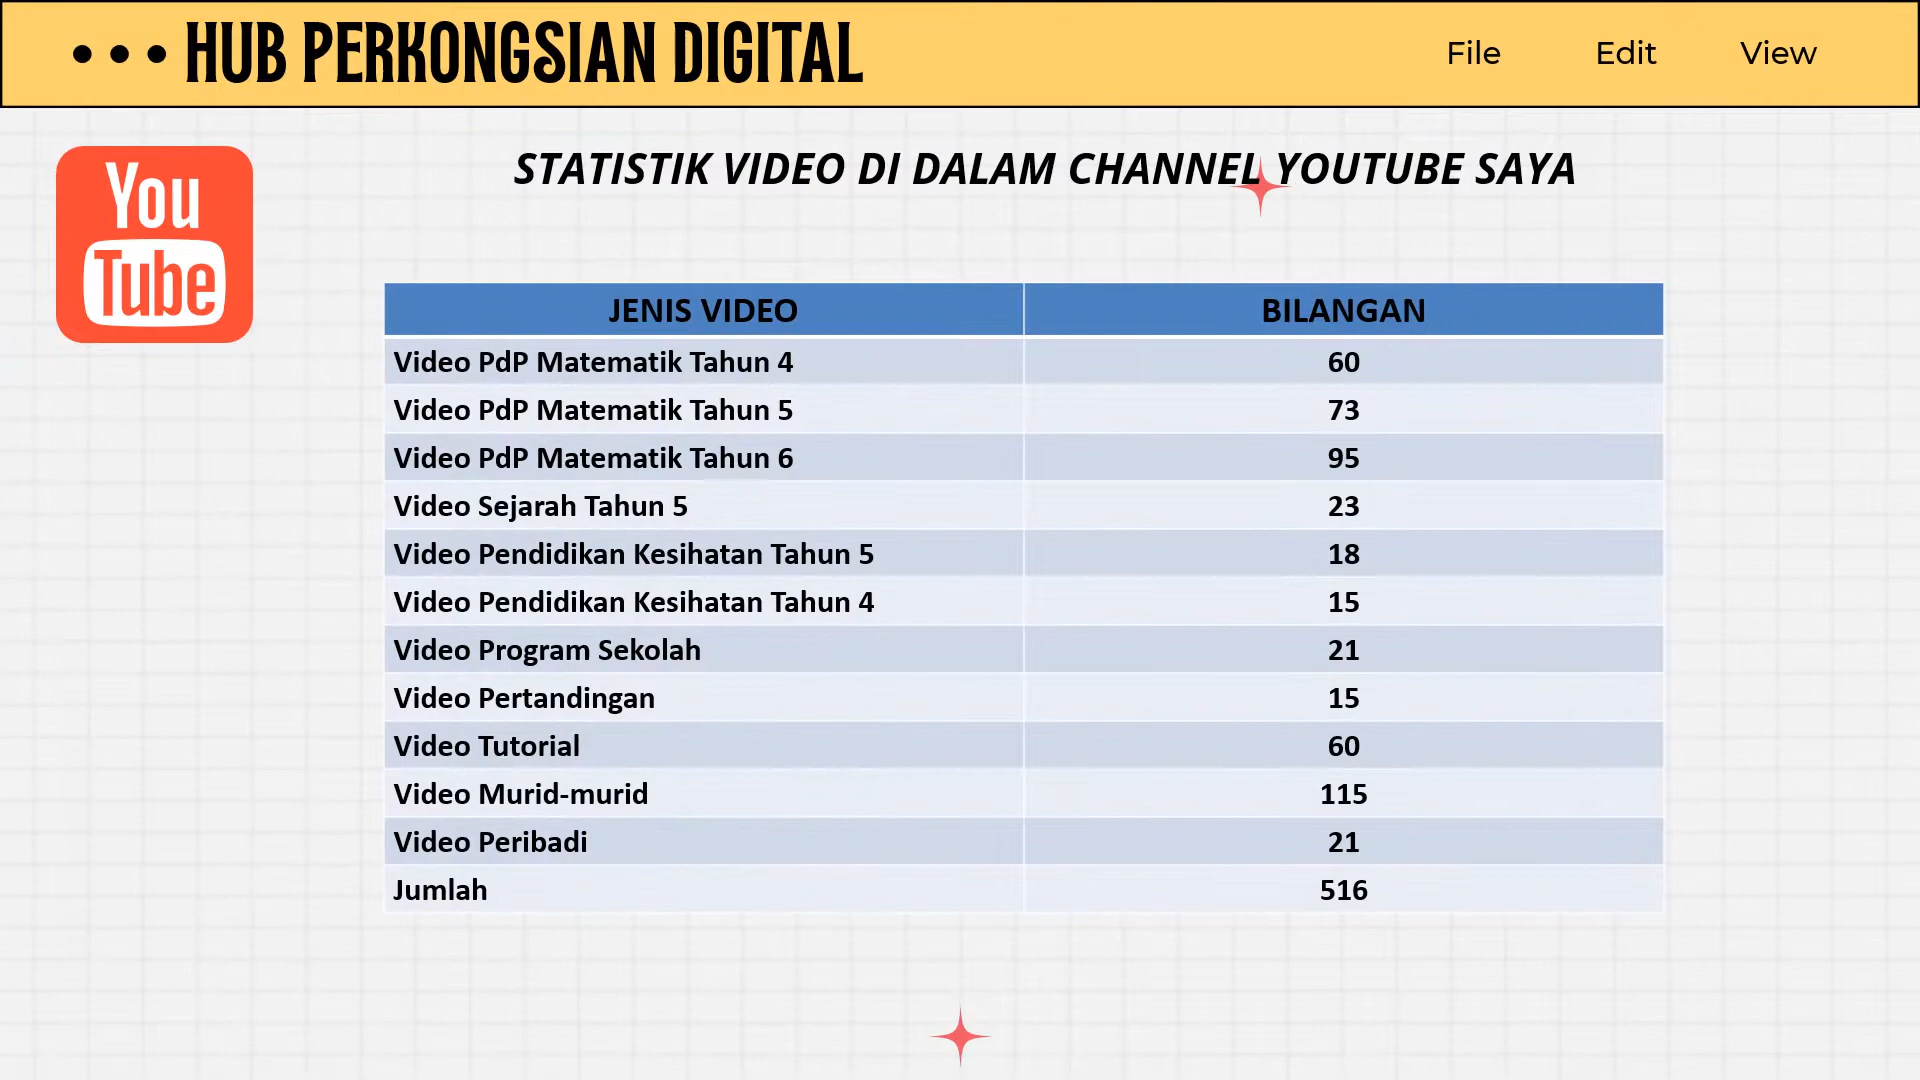 HUB PERKONGSIAN DIGITAL
File Edit View
You
Tube
STATISTIK VIDEO DI DALAM CHANNEL YOUTUBE SAYA
JENIS VIDEO BILANGAN
Video PdP Matematik Tahun 4 60
Video PdP Matematik Tahun 5 73
Video PdP Matematik Tahun 6 95
Video Sejarah Tahun 5 23
Video Pendidikan Kesihatan Tahun 5 18
Video Pendidikan Kesihatan Tahun 4 15
Video Program Sekolah 21
Video Pertandingan 15
Video Tutorial 60
Video Murid-murid 115
Video Peribadi 21
Jumlah 516